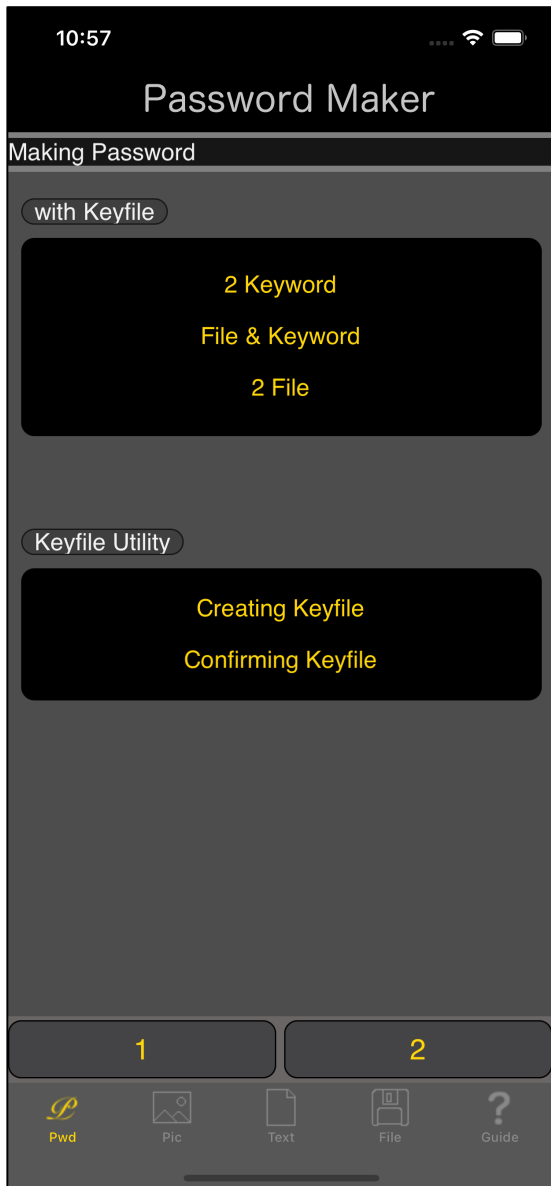 10:57
Password Maker
Making Password
with Keyfile
2 Keyword
File & Keyword
2 File
Keyfile Utility
Creating Keyfile
Confirming Keyfile
1 2
Pwd Pic Text File Guide